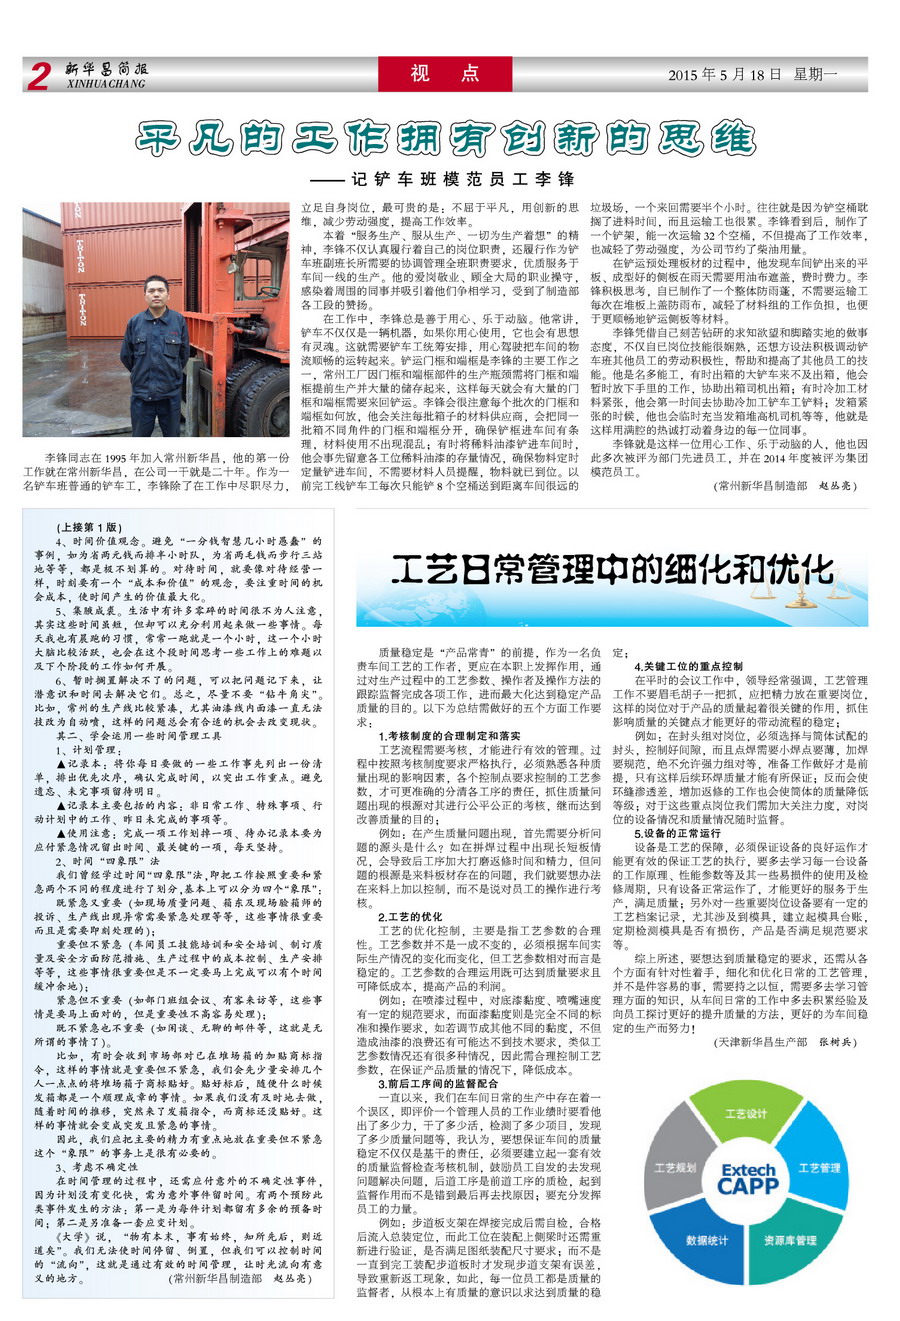 2
新华昌简报
XINHUACHANG
视 点
2015 年 5 月 18 日 星期一
平凡的工作拥有创新的思维
——记铲车班模范员工李锋
TRITON
TRITON
李锋同志在 1995 年加入常州新华昌，他的第一份
工作就在常州新华昌，在公司一干就是二十年。作为一
名铲车班普通的铲车工，李锋除了在工作中尽职尽力，
立足自身岗位，最可贵的是：不屈于平凡，用创新的思
维，减少劳动强度，提高工作效率。
本着“服务生产、服从生产、一切为生产着想”的精
神，李锋不仅认真履行着自己的岗位职责，还履行作为铲
车班副班长所需要的协调管理全班职责要求，优质服务于
车间一线的生产。他的爱岗敬业、顾全大局的职业操守，
感染着周围的同事并吸引着他们争相学习，受到了制造部
各工段的赞扬。
在工作中，李锋总是善于用心、乐于动脑。他常讲，
铲车不仅仅是一辆机器，如果你用心使用，它也会有思想
有灵魂。这就需要铲车工统筹安排，用心驾驶把车间的物
流顺畅的运转起来。铲运门框和端框是李锋的主要工作之
一，常州工厂因门框和端框部件的生产瓶颈需将门框和端
框提前生产并大量的储存起来，这样每天就会有大量的门
框和端框需要来回铲运。李锋会很注意每个批次的门框和
端框如何放，他会关注每批箱子的材料供应商，会把同一
批箱不同角件的门框和端框分开，确保铲框进车间有条
理，材料使用不出现混乱；有时将稀料油漆铲进车间时，
他会事先留意各工位稀料油漆的存量情况，确保物料定时
定量铲进车间，不需要材料人员提醒，物料就已到位。以
前完工线铲车工每次只能铲 8 个空桶送到距离车间很远的
垃圾场，一个来回需要半个小时。往往就是因为铲空桶耽
搁了进料时间，而且运输工也很累。李锋看到后，制作了
一个铲架，能一次运输 32 个空桶，不但提高了工作效率，
也减轻了劳动强度，为公司节约了柴油用量。
在铲运预处理板材的过程中，他发现车间铲出来的平
板、成型好的侧板在雨天需要用油布遮盖，费时费力。李
锋积极思考，自已制作了一个整体防雨蓬，不需要运输工
每次在堆板上盖防雨布，减轻了材料组的工作负担，也便
于更顺畅地铲运侧板等材料。
李锋凭借自己刻苦钻研的求知欲望和脚踏实地的做事
态度，不仅自已岗位技能很娴熟，还想方设法积极调动铲
车班其他员工的劳动积极性，帮助和提高了其他员工的技
能。他是名多能工，有时出箱的大铲车来不及出箱，他会
暂时放下手里的工作，协助出箱司机出箱；有时冷加工材
料紧张，他会第一时间去协助冷加工铲车工铲料；发箱紧
张的时候，他也会临时充当发箱堆高机司机等等，他就是
这样用满腔的热诚打动着身边的每一位同事。
李锋就是这样一位用心工作、乐于动脑的人，他也因
此多次被评为部门先进员工，并在 2014 年度被评为集团
模范员工。
(常州新华昌制造部 赵丛亮)
(上接第 1 版)
4、时间价值观念。避免“一分钱智慧几小时愚蠢”的
事例，如为省两元钱而排半小时队，为省两毛钱而步行三站
地等等，都是极不划算的。对待时间，就要像对待经营一
样，时刻要有一个“成本和价值”的观念，要注重时间的机
会成本，使时间产生的价值最大化。
5、集腋成裘。生活中有许多零碎的时间很不为人注意，
其实这些时间虽短，但却可以充分利用起来做一些事情。每
天我也有晨跑的习惯，常常一跑就是一个小时，这一个小时
大脑比较活跃，也会在这个段时间思考一些工作上的难题以
及下个阶段的工作如何开展。
6、暂时搁置解决不了的问题，可以把问题记下来，让
潜意识和时间去解决它们。总之，尽量不要“钻牛角尖”。
比如，常州的生产线比较紧凑，尤其油漆线内面漆一直无法
技改为自动喷，这样的问题总会有合适的机会去改变现状。
其二、学会运用一些时间管理工具
1、计划管理：
▲记录本：将你每日要做的一些工作事先列出一份清
单，排出优先次序，确认完成时间，以突出工作重点。避免
遗忘、未完事项留待明日。
▲记录本主要包括的内容：非日常工作、特殊事项、行
动计划中的工作、昨日未完成的事项等。
▲使用注意：完成一项工作划掉一项、待办记录本要为
应付紧急情况留出时间、最关键的一项，每天坚持。
2、时间“四象限”法
我们曾经学过时间“四象限”法,即把工作按照重要和紧
急两个不同的程度进行了划分,基本上可以分为四个“象限”：
既紧急又重要（如现场质量问题、箱东及现场验箱师的
投诉、生产线出现异常需要紧急处理等等，这些事情很重要
而且是需要即刻处理的）；
重要但不紧急（车间员工技能培训和安全培训、制订质
量及安全方面防范措施、生产过程中的成本控制、生产安排
等等，这些事情很重要但是不一定要马上完成可以有个时间
缓冲余地）；
紧急但不重要（如部门班组会议、有客来访等，这些事
情是要马上面对的，但是重要性不高容易处理）；
既不紧急也不重要（如闲谈、无聊的邮件等，这就是无
所谓的事情了）。
比如，有时会收到市场部对已在堆场箱的加贴商标指
令，这样的事情就是重要但不紧急，我们会先少量安排几个
人一点点的将堆场箱子商标贴好。贴好标后，随便什么时候
发箱都是一个顺理成章的事情。如果我们没有及时地去做，
随着时间的推移，突然来了发箱指令，而商标还没贴好。这
样的事情就会变成突发且紧急的事情。
因此，我们应把主要的精力有重点地放在重要但不紧急
这个“象限”的事务上是很有必要的。
3、考虑不确定性
在时间管理的过程中，还需应付意外的不确定性事件，
因为计划没有变化快，需为意外事件留时间。有两个预防此
类事件发生的方法：第一是为每件计划都留有多余的预备时
间；第二是另准备一套应变计划。
《大学》说，“物有本末，事有始终，知所先后，则近
道矣”。我们无法使时间停留、倒置，但我们可以控制时间
的“流向”，这就是通过有效的时间管理，让时光流向有意
义的地方。 (常州新华昌制造部 赵丛亮)
工艺日常管理中的细化和优化
质量稳定是“产品常青”的前提，作为一名负
责车间工艺的工作者，更应在本职上发挥作用，通
过对生产过程中的工艺参数、操作者及操作方法的
跟踪监督完成各项工作，进而最大化达到稳定产品
质量的目的。以下为总结需做好的五个方面工作要
求：
1.考核制度的合理制定和落实
工艺流程需要考核，才能进行有效的管理。过
程中按照考核制度要求严格执行，必须熟悉各种质
量出现的影响因素，各个控制点要求控制的工艺参
数，才可更准确的分清各工序的责任，抓住质量问
题出现的根源对其进行公平公正的考核，继而达到
改善质量的目的；
例如：在产生质量问题出现，首先需要分析问
题的源头是什么？如在拼焊过程中出现长短板情
况，会导致后工序加大打磨返修时间和精力，但问
题的根源是来料板材存在的问题，我们就要想办法
在来料上加以控制，而不是说对员工的操作进行考
核。
2.工艺的优化
工艺的优化控制，主要是指工艺参数的合理
性。工艺参数并不是一成不变的，必须根据车间实
际生产情况的变化而变化，但工艺参数相对而言是
稳定的。工艺参数的合理运用既可达到质量要求且
可降低成本，提高产品的利润。
例如：在喷漆过程中，对底漆黏度、喷嘴速度
有一定的规范要求，而面漆黏度则是完全不同的标
准和操作要求，如若调节成其他不同的黏度，不但
造成油漆的浪费还有可能达不到技术要求，类似工
艺参数情况还有很多种情况，因此需合理控制工艺
参数，在保证产品质量的情况下，降低成本。
3.前后工序间的监督配合
一直以来，我们在车间日常的生产中存在着一
个误区，即评价一个管理人员的工作业绩时要看他
出了多少力，干了多少活，检测了多少项目，发现
了多少质量问题等，我认为，要想保证车间的质量
稳定不仅仅是基干的责任，必须要建立起一套有效
的质量监督检查考核机制，鼓励员工自发的去发现
问题解决问题，后道工序是前道工序的质检，起到
监督作用而不是错到最后再去找原因；要充分发挥
员工的力量。
例如：步道板支架在焊接完成后需自检，合格
后流入总装定位，而此工位在装配上侧梁时还需重
新进行验证，是否满足图纸装配尺寸要求；而不是
一直到完工装配步道板时才发现步道支架有误差，
导致重新返工现象，如此，每一位员工都是质量的
监督者，从根本上有质量的意识以求达到质量的稳
定；
4.关键工位的重点控制
在平时的会议工作中，领导经常强调，工艺管理
工作不要眉毛胡子一把抓，应把精力放在重要岗位，
这样的岗位对于产品的质量起着很关键的作用，抓住
影响质量的关键点才能更好的带动流程的稳定；
例如：在封头组对岗位，必须选择与筒体试配的
封头，控制好间隙，而且点焊需要小焊点要薄，加焊
要规范，绝不允许强力组对等，准备工作做好才是前
提，只有这样后续环焊质量才能有所保证；反而会使
环缝渗透差，增加返修的工作也会使筒体的质量降低
等级；对于这些重点岗位我们需加大关注力度，对岗
位的设备情况和质量情况随时监督。
5.设备的正常运行
设备是工艺的保障，必须保证设备的良好运作才
能更有效的保证工艺的执行，要多去学习每一台设备
的工作原理、性能参数等及其一些易损件的使用及检
修周期，只有设备正常运作了，才能更好的服务于生
产，满足质量；另外对一些重要岗位设备要有一定的
工艺档案记录，尤其涉及到模具，建立起模具台账，
定期检测模具是否有损伤，产品是否满足规范要求
等。
综上所述，要想达到质量稳定的要求，还需从各
个方面有针对性着手，细化和优化日常的工艺管理，
并不是件容易的事，需要持之以恒，需要多去学习管
理方面的知识，从车间日常的工作中多去积累经验及
向员工探讨更好的提升质量的方法，更好的为车间稳
定的生产而努力！
(天津新华昌生产部 张树兵)
工艺设计
工艺规划
工艺管理
Extech
CAPP
数据统计
资源库管理